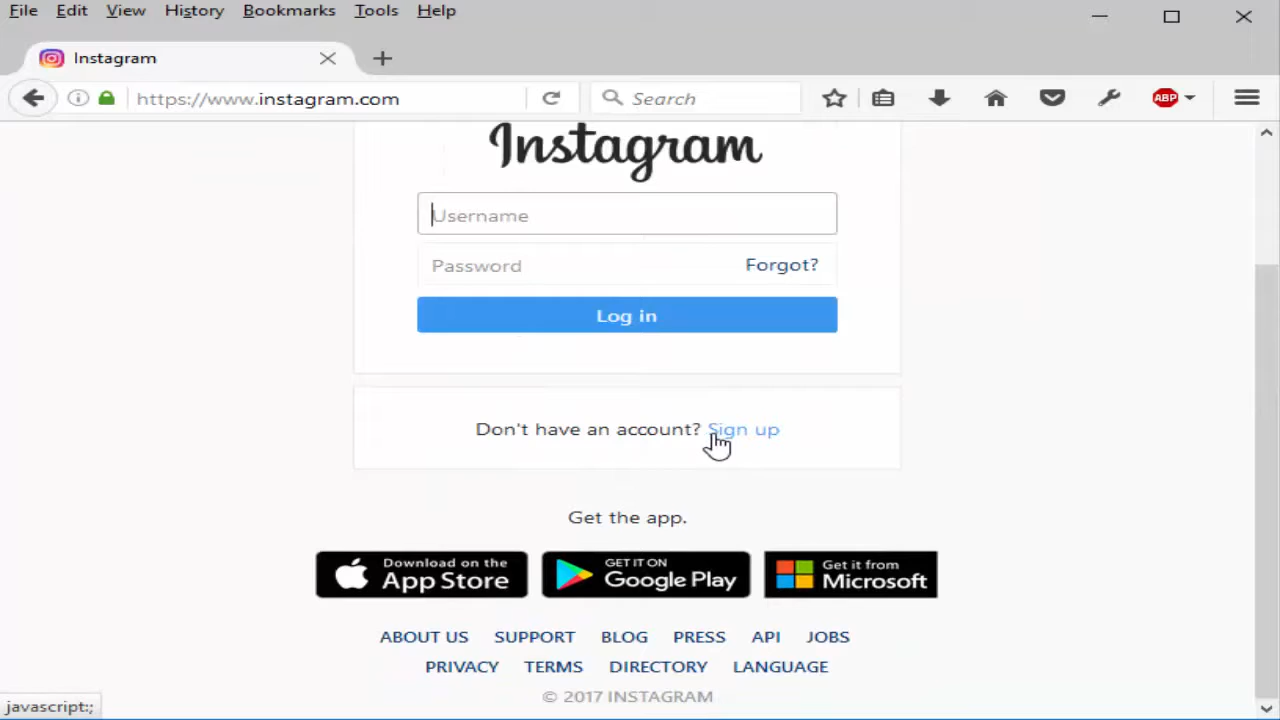 File Edit View History Bookmarks Tools Help
Instagram
https://www.instagram.com Search ABP
Instagram
Username
Password Forgot?
Log in
Don't have an account? Sign up
Get the app.
Download on the App Store
GET IT ON Google Play
Get it from Microsoft
ABOUT US SUPPORT BLOG PRESS API JOBS
PRIVACY TERMS DIRECTORY LANGUAGE
© 2017 INSTAGRAM
javascript:;